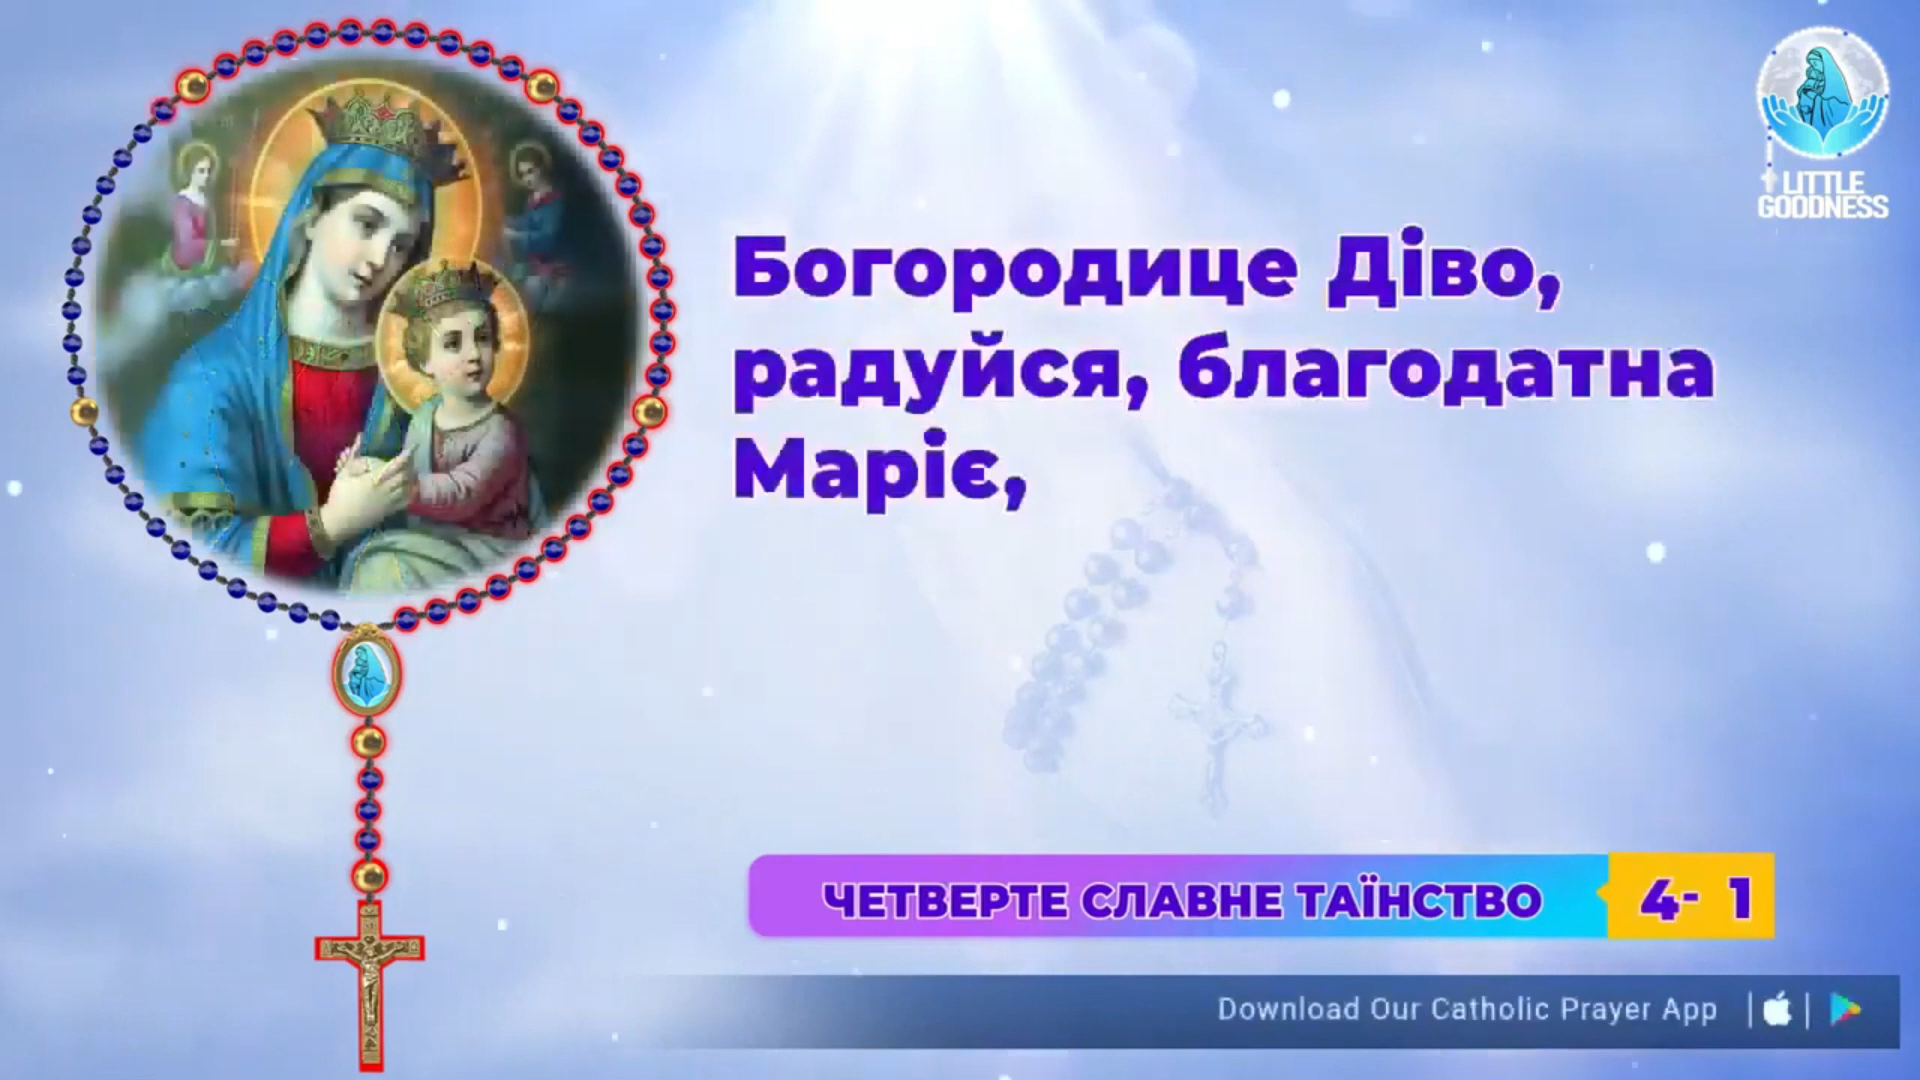 LITTLE
GOODNESS
Богородице Діво,
радуйся, благодатна
Маріє,
ЧЕТВЕРТЕ СЛАВНЕ ТАЇНСТВО 4- 1
Download Our Catholic Prayer App